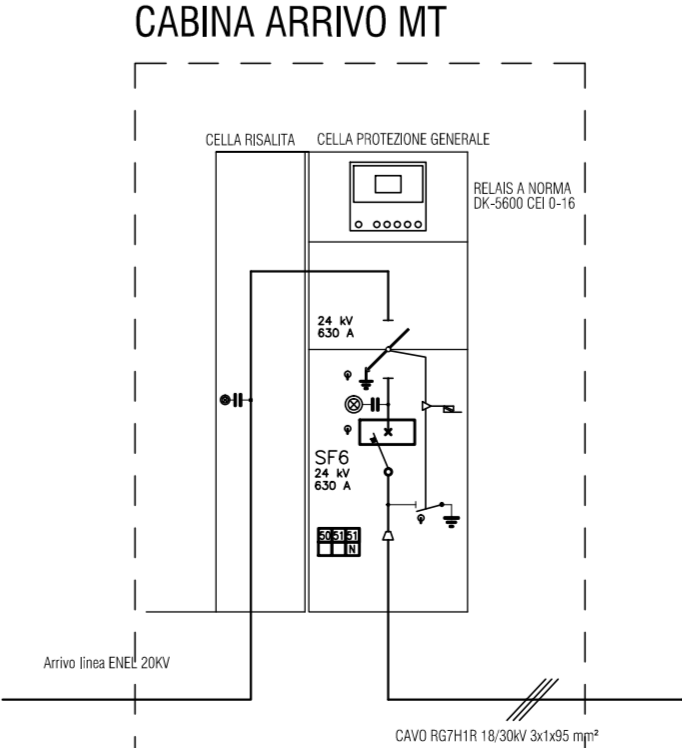 CABINA ARRIVO MT
CELLA RISALITA
CELLA PROTEZIONE GENERALE
RELAIS A NORMA
DK-5600 CEI 0-16
24 kV
630 A
SF6
24 kV
630 A
50 51 51
N
Arrivo linea ENEL 20KV
CAVO RG7H1R 18/30kV 3x1x95 mm²